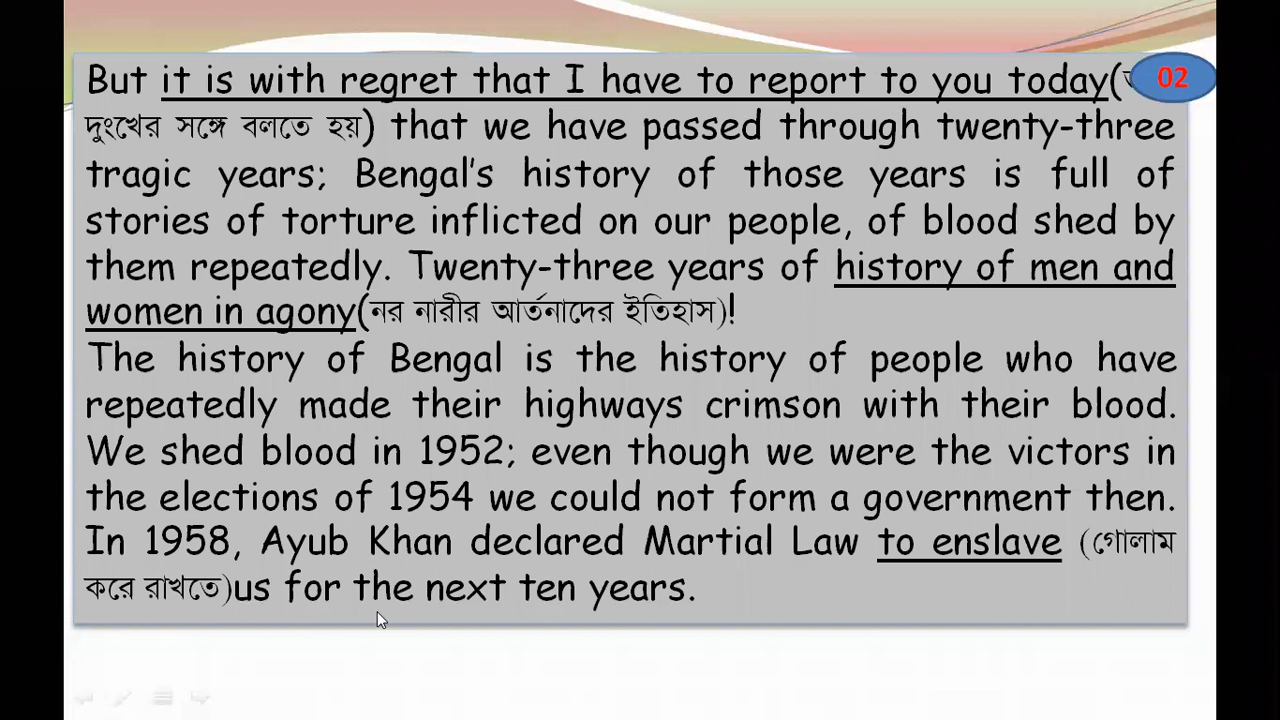 But it is with regret that I have to report to you today(
02
দুঃখের সঙ্গে বলতে হয়) that we have passed through twenty-three
tragic years; Bengal's history of those years is full of
stories of torture inflicted on our people, of blood shed by
them repeatedly. Twenty-three years of history of men and
women in agony(নর নারীর আর্তনাদের ইতিহাস)!
The history of Bengal is the history of people who have
repeatedly made their highways crimson with their blood.
We shed blood in 1952; even though we were the victors in
the elections of 1954 we could not form a government then.
In 1958, Ayub Khan declared Martial Law to enslave (গোলাম
করে রাখতে)us for the next ten years.